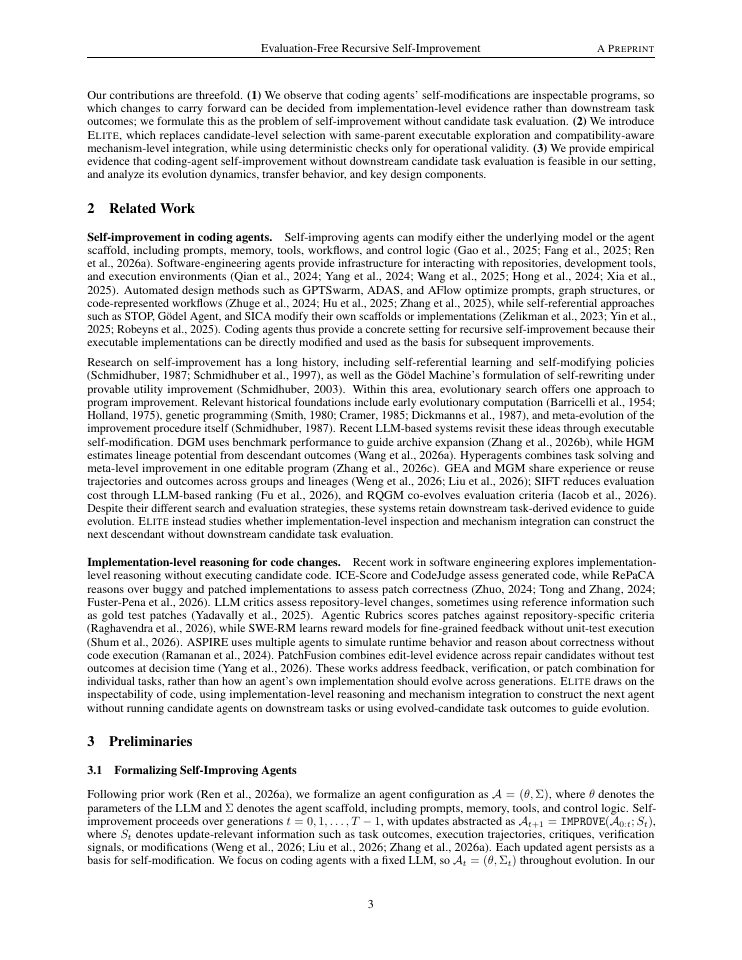 Evaluation-Free Recursive Self-Improvement
A PREPRINT
Our contributions are threefold. (1) We observe that coding agents' self-modifications are inspectable programs, so
which changes to carry forward can be decided from implementation-level evidence rather than downstream task
outcomes; we formulate this as the problem of self-improvement without candidate task evaluation. (2) We introduce
ELITE, which replaces candidate-level selection with same-parent executable exploration and compatibility-aware
mechanism-level integration, while using deterministic checks only for operational validity. (3) We provide empirical
evidence that coding-agent self-improvement without downstream candidate task evaluation is feasible in our setting,
and analyze its evolution dynamics, transfer behavior, and key design components.
2 Related Work
Self-improvement in coding agents. Self-improving agents can modify either the underlying model or the agent
scaffold, including prompts, memory, tools, workflows, and control logic (Gao et al., 2025; Fang et al., 2025; Ren
et al., 2026a). Software-engineering agents provide infrastructure for interacting with repositories, development tools,
and execution environments (Qian et al., 2024; Yang et al., 2024; Wang et al., 2025; Hong et al., 2024; Xia et al.,
2025). Automated design methods such as GPTSwarm, ADAS, and AFlow optimize prompts, graph structures, or
code-represented workflows (Zhuge et al., 2024; Hu et al., 2025; Zhang et al., 2025), while self-referential approaches
such as STOP, Gödel Agent, and SICA modify their own scaffolds or implementations (Zelikman et al., 2023; Yin et al.,
2025; Robeyns et al., 2025). Coding agents thus provide a concrete setting for recursive self-improvement because their
executable implementations can be directly modified and used as the basis for subsequent improvements.
Research on self-improvement has a long history, including self-referential learning and self-modifying policies
(Schmidhuber, 1987; Schmidhuber et al., 1997), as well as the Gödel Machine's formulation of self-rewriting under
provable utility improvement (Schmidhuber, 2003). Within this area, evolutionary search offers one approach to
program improvement. Relevant historical foundations include early evolutionary computation (Barricelli et al., 1954;
Holland, 1975), genetic programming (Smith, 1980; Cramer, 1985; Dickmanns et al., 1987), and meta-evolution of the
improvement procedure itself (Schmidhuber, 1987). Recent LLM-based systems revisit these ideas through executable
self-modification. DGM uses benchmark performance to guide archive expansion (Zhang et al., 2026b), while HGM
estimates lineage potential from descendant outcomes (Wang et al., 2026a). Hyperagents combines task solving and
meta-level improvement in one editable program (Zhang et al., 2026c). GEA and MGM share experience or reuse
trajectories and outcomes across groups and lineages (Weng et al., 2026; Liu et al., 2026); SIFT reduces evaluation
cost through LLM-based ranking (Fu et al., 2026), and RQGM co-evolves evaluation criteria (Iacob et al., 2026).
Despite their different search and evaluation strategies, these systems retain downstream task-derived evidence to guide
evolution. ELITE instead studies whether implementation-level inspection and mechanism integration can construct the
next descendant without downstream candidate task evaluation.
Implementation-level reasoning for code changes. Recent work in software engineering explores implementation-
level reasoning without executing candidate code. ICE-Score and CodeJudge assess generated code, while RePaCA
reasons over buggy and patched implementations to assess patch correctness (Zhuo, 2024; Tong and Zhang, 2024;
Fuster-Pena et al., 2026). LLM critics assess repository-level changes, sometimes using reference information such
as gold test patches (Yadavally et al., 2025). Agentic Rubrics scores patches against repository-specific criteria
(Raghavendra et al., 2026), while SWE-RM learns reward models for fine-grained feedback without unit-test execution
(Shum et al., 2026). ASPIRE uses multiple agents to simulate runtime behavior and reason about correctness without
code execution (Ramanan et al., 2024). PatchFusion combines edit-level evidence across repair candidates without test
outcomes at decision time (Yang et al., 2026). These works address feedback, verification, or patch combination for
individual tasks, rather than how an agent's own implementation should evolve across generations. ELITE draws on the
inspectability of code, using implementation-level reasoning and mechanism integration to construct the next agent
without running candidate agents on downstream tasks or using evolved-candidate task outcomes to guide evolution.
3 Preliminaries
3.1 Formalizing Self-Improving Agents
Following prior work (Ren et al., 2026a), we formalize an agent configuration as 𝒜 = (θ, Σ), where θ denotes the
parameters of the LLM and Σ denotes the agent scaffold, including prompts, memory, tools, and control logic. Self-
improvement proceeds over generations t = 0, 1, . . . , T − 1, with updates abstracted as 𝒜ₜ₊₁ = IMPROVE(𝒜₀:ₜ; Sₜ),
where Sₜ denotes update-relevant information such as task outcomes, execution trajectories, critiques, verification
signals, or modifications (Weng et al., 2026; Liu et al., 2026; Zhang et al., 2026a). Each updated agent persists as a
basis for self-modification. We focus on coding agents with a fixed LLM, so 𝒜ₜ = (θ, Σₜ) throughout evolution. In our
3